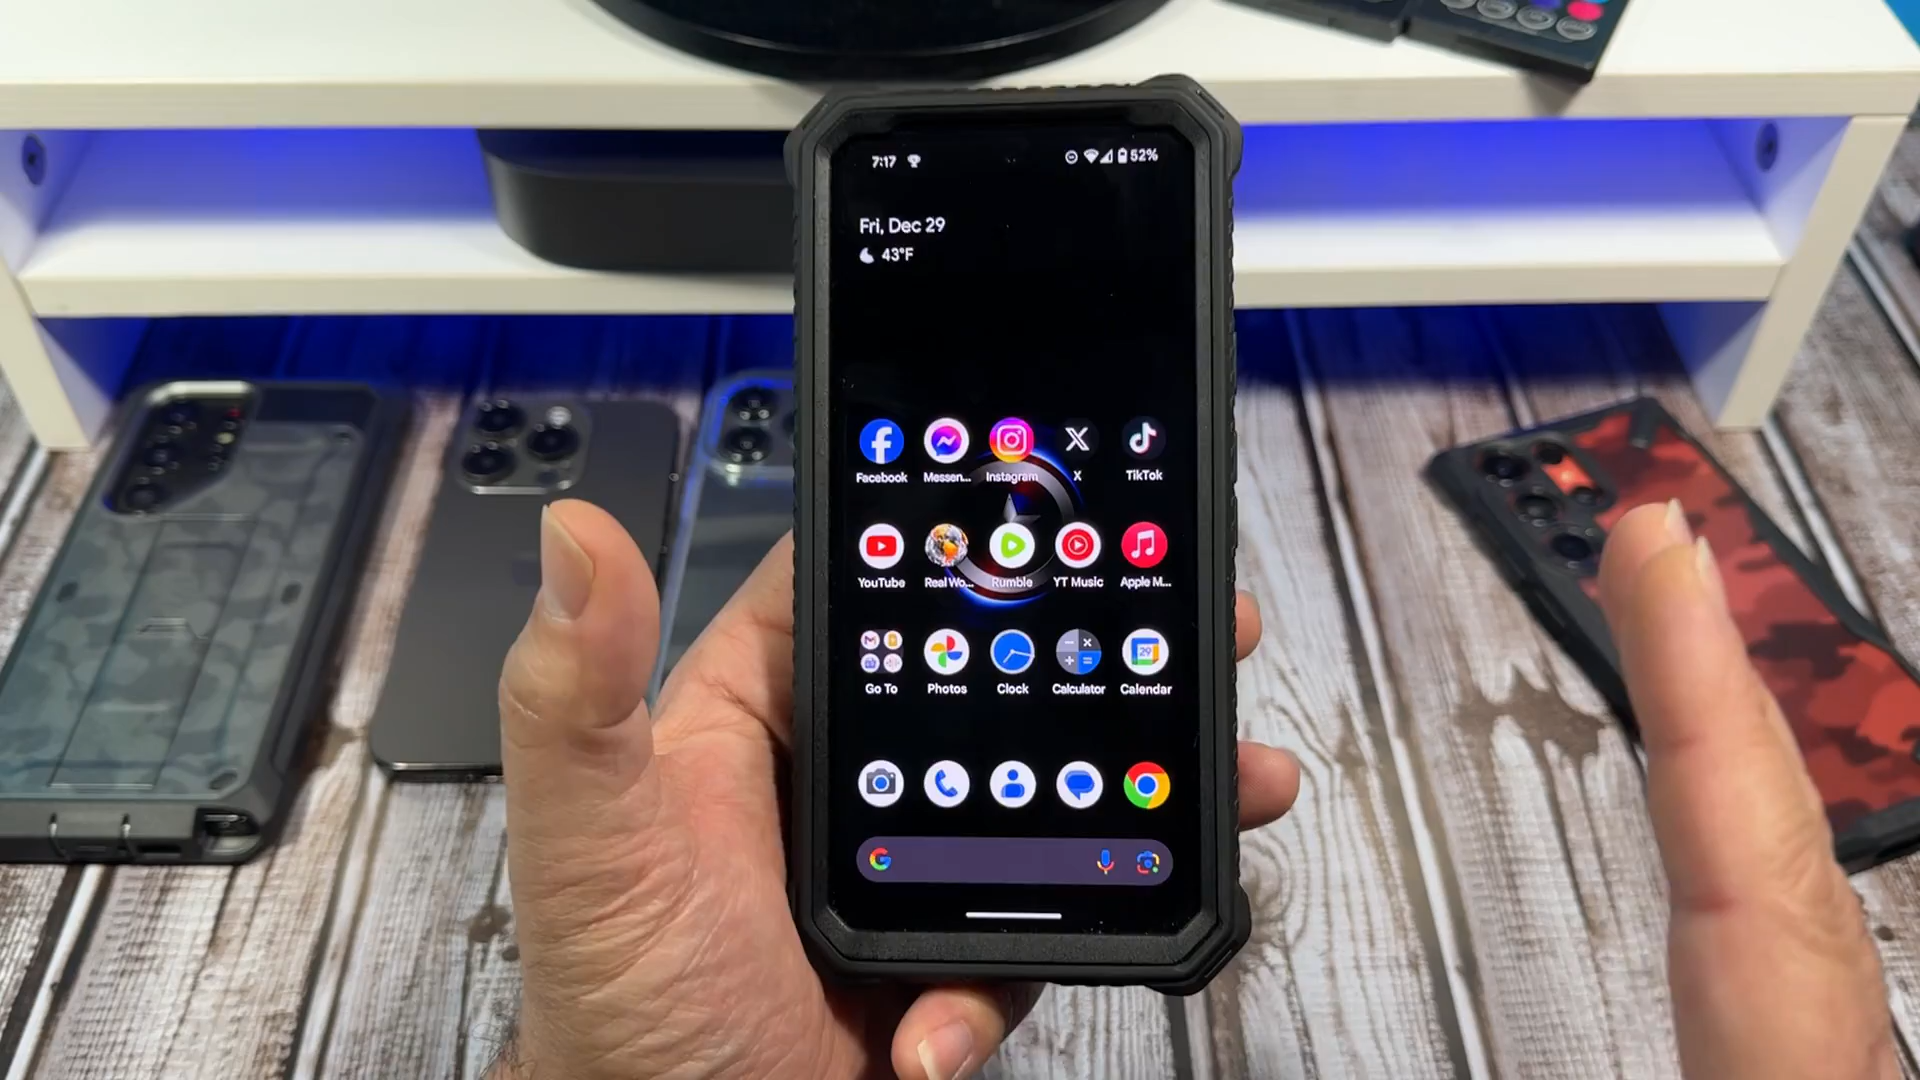 7:17 52%
Fri, Dec 29
43°F
Facebook Messen... Instagram X TikTok
YouTube Real Wo... Rumble YT Music Apple M...
29
Go To Photos Clock Calculator Calendar